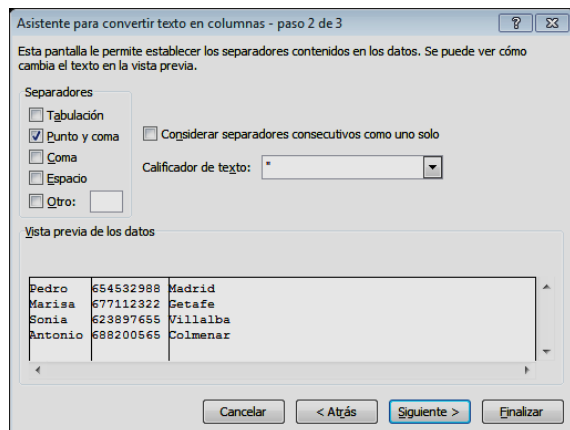 Asistente para convertir texto en columnas - paso 2 de 3
Esta pantalla le permite establecer los separadores contenidos en los datos. Se puede ver cómo
cambia el texto en la vista previa.
Separadores
Tabulación
Punto y coma
Coma
Espacio
Otro:
Considerar separadores consecutivos como uno solo
Calificador de texto: "
Vista previa de los datos
Pedro 654532988 Madrid
Marisa 677112322 Getafe
Sonia 623897655 Villalba
Antonio 688200565 Colmenar
Cancelar < Atrás Siguiente > Finalizar